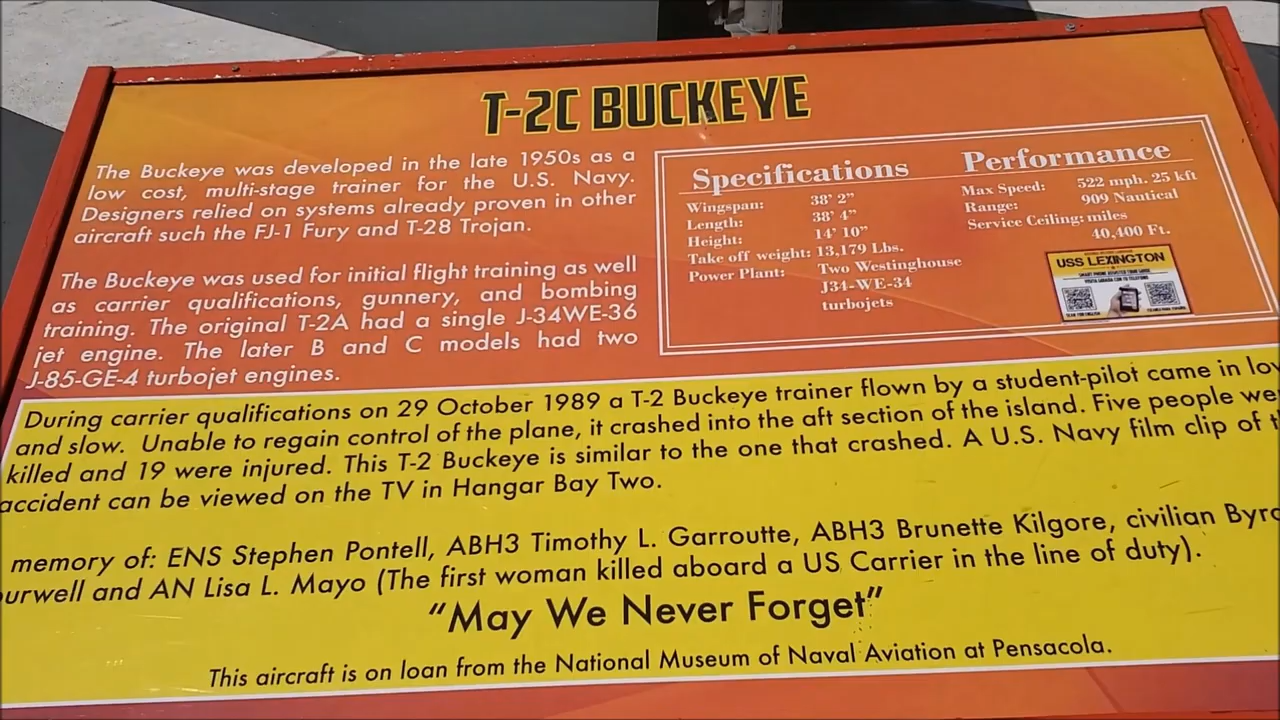 T-2C BUCKEYE
The Buckeye was developed in the late 1950s as a
low cost, multi-stage trainer for the U.S. Navy.
Designers relied on systems already proven in other
aircraft such the FJ-1 Fury and T-28 Trojan.
The Buckeye was used for initial flight training as well
as carrier qualifications, gunnery, and bombing
training. The original T-2A had a single J-34WE-36
jet engine. The later B and C models had two
J-85-GE-4 turbojet engines.
Specifications
Wingspan: 38' 2"
Length: 38' 4"
Height: 14' 10"
Take off weight: 13,179 Lbs.
Power Plant: Two Westinghouse
J34-WE-34
turbojets
Performance
Max Speed: 522 mph. 25 kft
Range: 909 Nautical
Service Ceiling: miles
40,400 Ft.
USS LEXINGTON
During carrier qualifications on 29 October 1989 a T-2 Buckeye trainer flown by a student-pilot came in low
and slow. Unable to regain control of the plane, it crashed into the aft section of the island. Five people we
killed and 19 were injured. This T-2 Buckeye is similar to the one that crashed. A U.S. Navy film clip of t
accident can be viewed on the TV in Hangar Bay Two.
memory of: ENS Stephen Pontell, ABH3 Timothy L. Garroutte, ABH3 Brunette Kilgore, civilian Byro
ourwell and AN Lisa L. Mayo (The first woman killed aboard a US Carrier in the line of duty).
"May We Never Forget"
This aircraft is on loan from the National Museum of Naval Aviation at Pensacola.